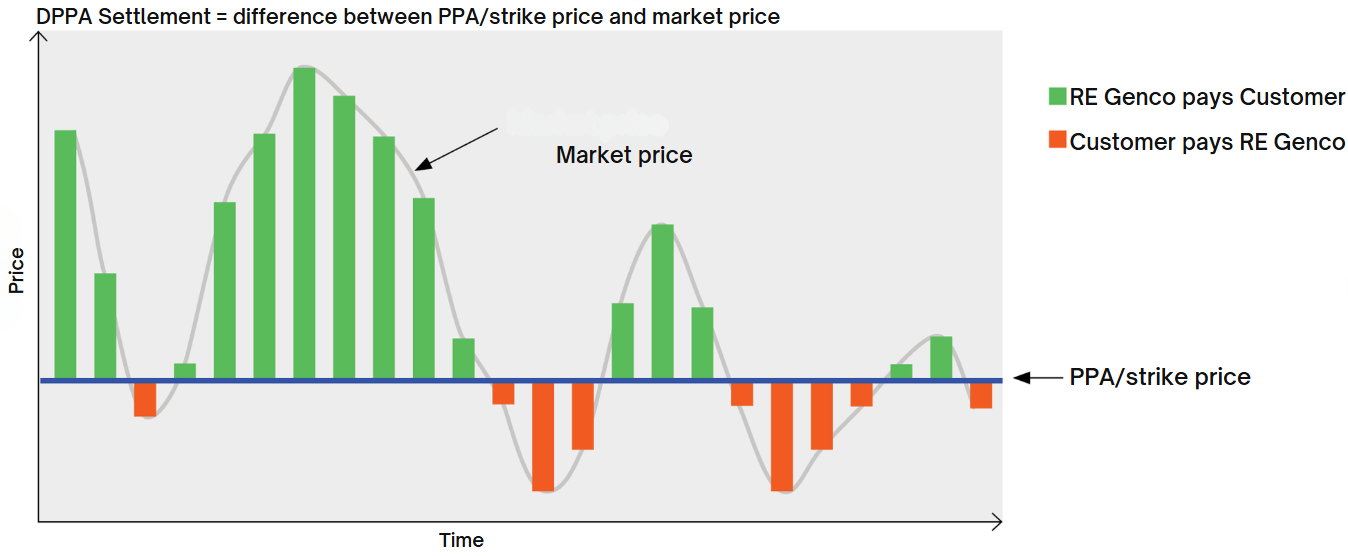 DPPA Settlement = difference between PPA/strike price and market price
RE Genco pays Customer
Customer pays RE Genco
Market price
Price
PPA/strike price
Time